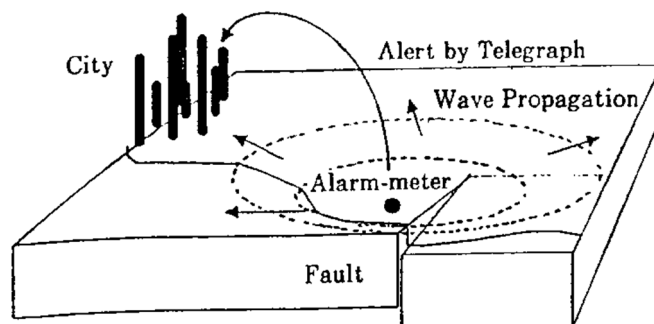 City
Alert by Telegraph
Wave Propagation
Alarm-meter
Fault